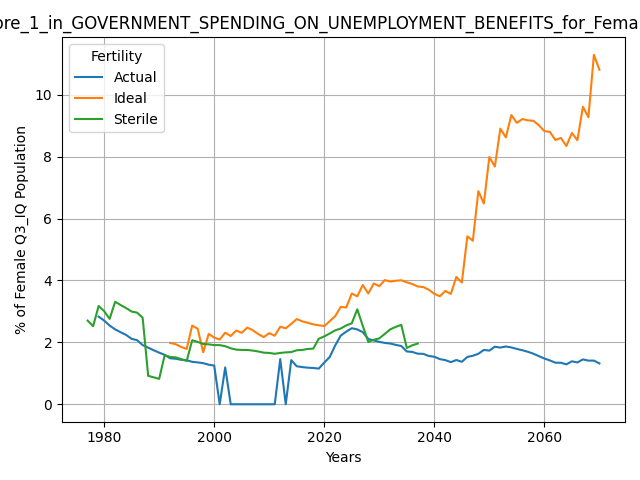 ore_1_in_GOVERNMENT_SPENDING_ON_UNEMPLOYMENT_BENEFITS_for_Fema
Fertility
Actual
Ideal
Sterile
% of Female Q3_IQ Population
10
8
6
4
2
0
1980 2000 2020 2040 2060
Years